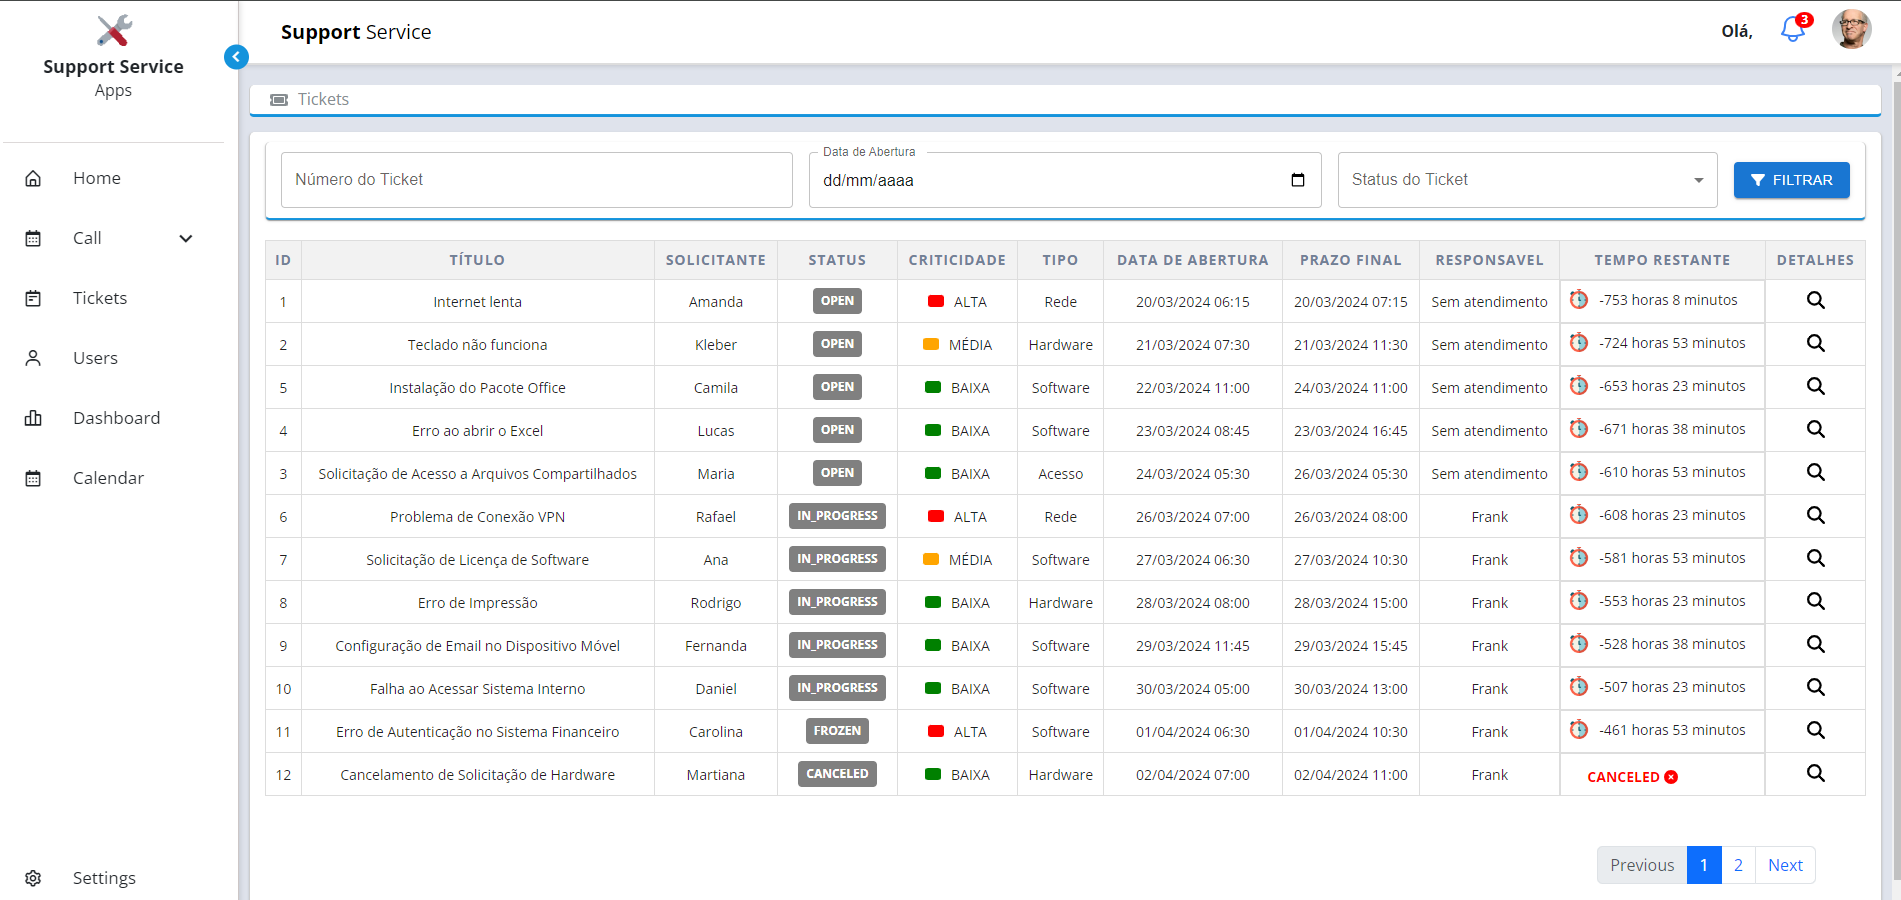 Support Service
Apps
Home
Call
Tickets
Users
Dashboard
Calendar
Settings
Support Service
Olá,
3
Tickets
Número do Ticket
Data de Abertura
dd/mm/aaaa
Status do Ticket
FILTRAR
ID TÍTULO SOLICITANTE STATUS CRITICIDADE TIPO DATA DE ABERTURA PRAZO FINAL RESPONSAVEL TEMPO RESTANTE DETALHES
1 Internet lenta Amanda OPEN ALTA Rede 20/03/2024 06:15 20/03/2024 07:15 Sem atendimento -753 horas 8 minutos
2 Teclado não funciona Kleber OPEN MÉDIA Hardware 21/03/2024 07:30 21/03/2024 11:30 Sem atendimento -724 horas 53 minutos
5 Instalação do Pacote Office Camila OPEN BAIXA Software 22/03/2024 11:00 24/03/2024 11:00 Sem atendimento -653 horas 23 minutos
4 Erro ao abrir o Excel Lucas OPEN BAIXA Software 23/03/2024 08:45 23/03/2024 16:45 Sem atendimento -671 horas 38 minutos
3 Solicitação de Acesso a Arquivos Compartilhados Maria OPEN BAIXA Acesso 24/03/2024 05:30 26/03/2024 05:30 Sem atendimento -610 horas 53 minutos
6 Problema de Conexão VPN Rafael IN_PROGRESS ALTA Rede 26/03/2024 07:00 26/03/2024 08:00 Frank -608 horas 23 minutos
7 Solicitação de Licença de Software Ana IN_PROGRESS MÉDIA Software 27/03/2024 06:30 27/03/2024 10:30 Frank -581 horas 53 minutos
8 Erro de Impressão Rodrigo IN_PROGRESS BAIXA Hardware 28/03/2024 08:00 28/03/2024 15:00 Frank -553 horas 23 minutos
9 Configuração de Email no Dispositivo Móvel Fernanda IN_PROGRESS BAIXA Software 29/03/2024 11:45 29/03/2024 15:45 Frank -528 horas 38 minutos
10 Falha ao Acessar Sistema Interno Daniel IN_PROGRESS BAIXA Software 30/03/2024 05:00 30/03/2024 13:00 Frank -507 horas 23 minutos
11 Erro de Autenticação no Sistema Financeiro Carolina FROZEN ALTA Software 01/04/2024 06:30 01/04/2024 10:30 Frank -461 horas 53 minutos
12 Cancelamento de Solicitação de Hardware Martiana CANCELED BAIXA Hardware 02/04/2024 07:00 02/04/2024 11:00 Frank CANCELED
Previous 1 2 Next